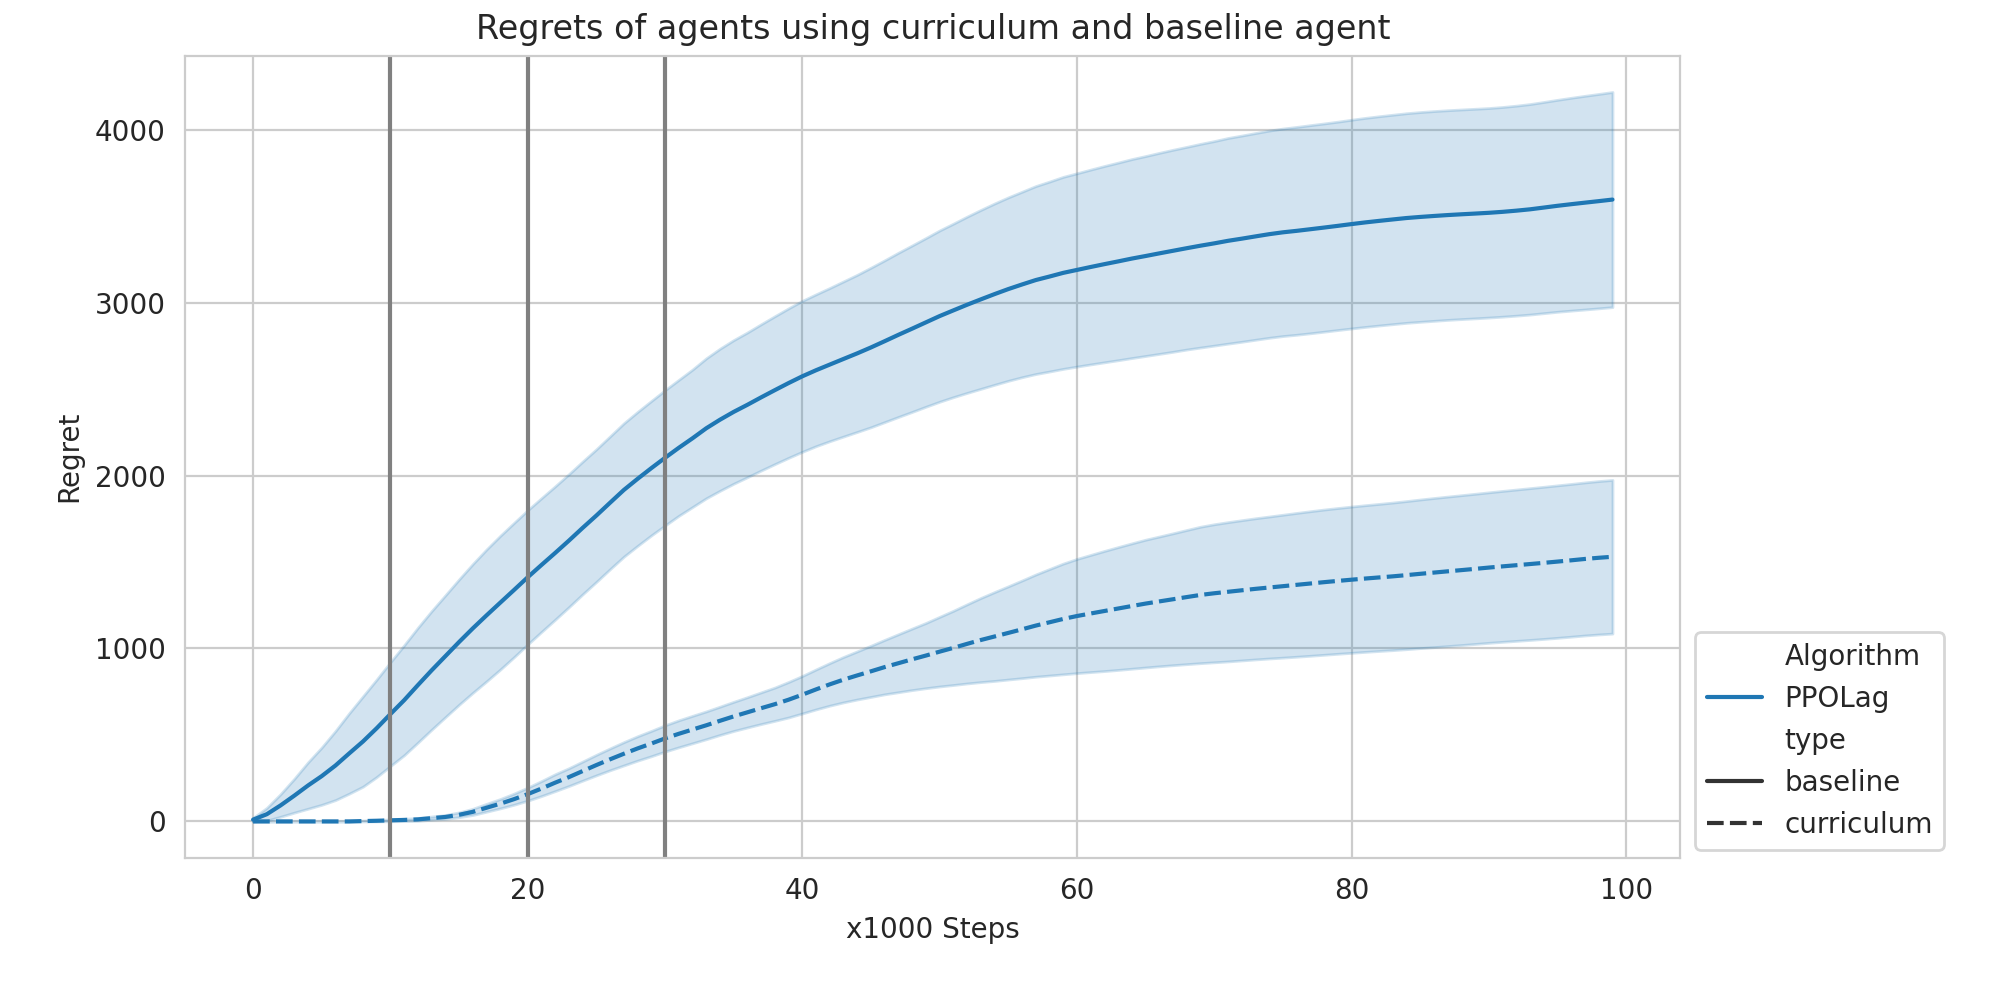 Regrets of agents using curriculum and baseline agent
4000
3000
2000
1000
0
Regret
0 20 40 60 80 100
x1000 Steps
Algorithm
PPOLag
type
baseline
curriculum